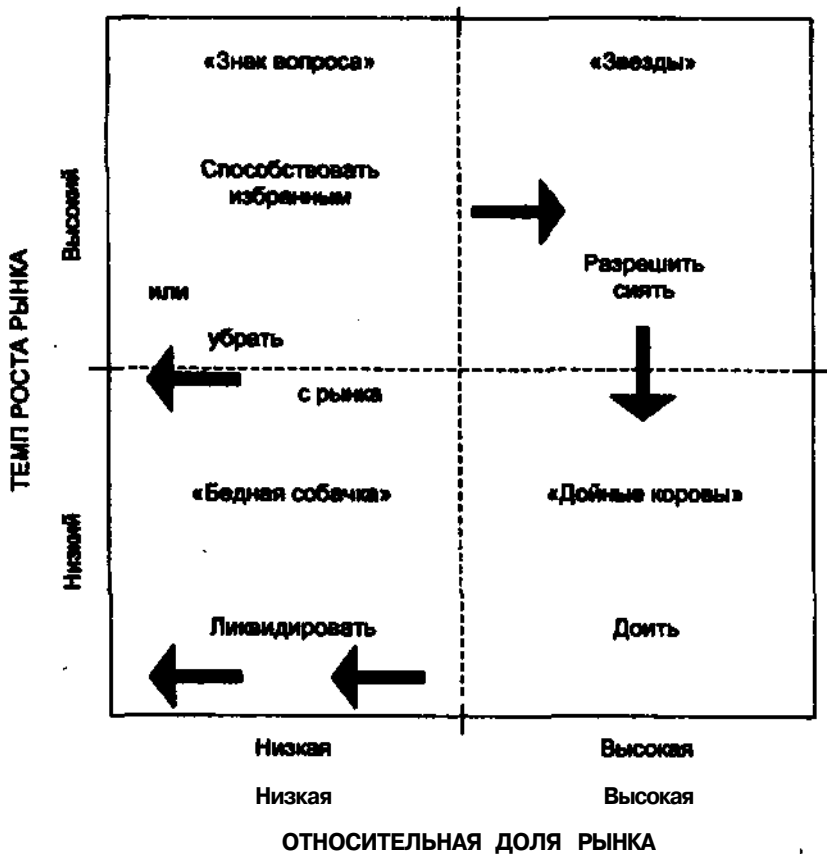 «Знак вопроса»
«Звезды»
Способствовать
избранным
Разрешить
сиять
или
убрать
с рынка
ТЕМП РОСТА РЫНКА
Высокий
Низкий
«Бедная собачка»
«Дойные коровы»
Ликвидировать
Доить
Низкая
Высокая
Низкая
Высокая
ОТНОСИТЕЛЬНАЯ ДОЛЯ РЫНКА